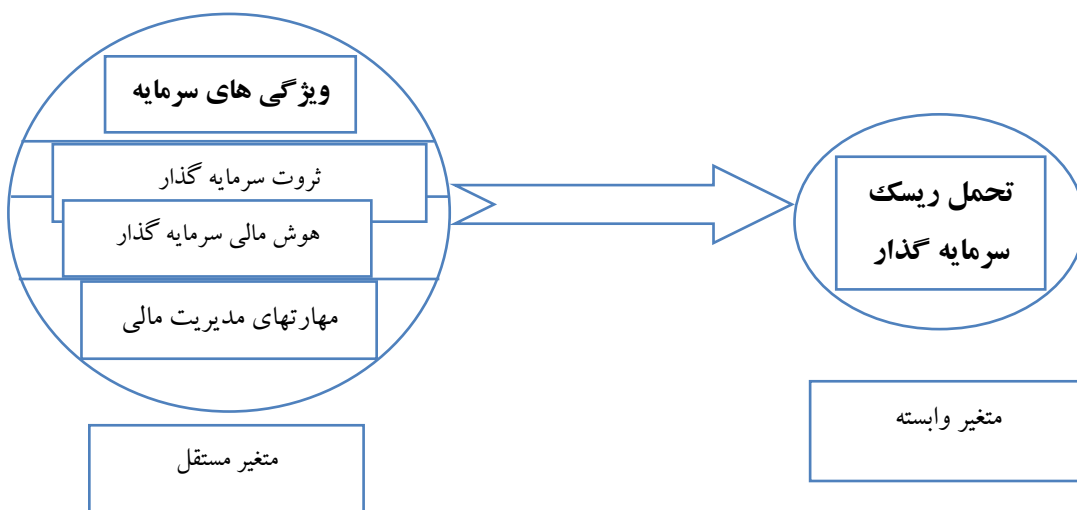 ویژگی های سرمایه
ثروت سرمایه گذار
هوش مالی سرمایه گذار
مهارتهای مدیریت مالی
متغیر مستقل
تحمل ریسک
سرمایه گذار
متغیر وابسته